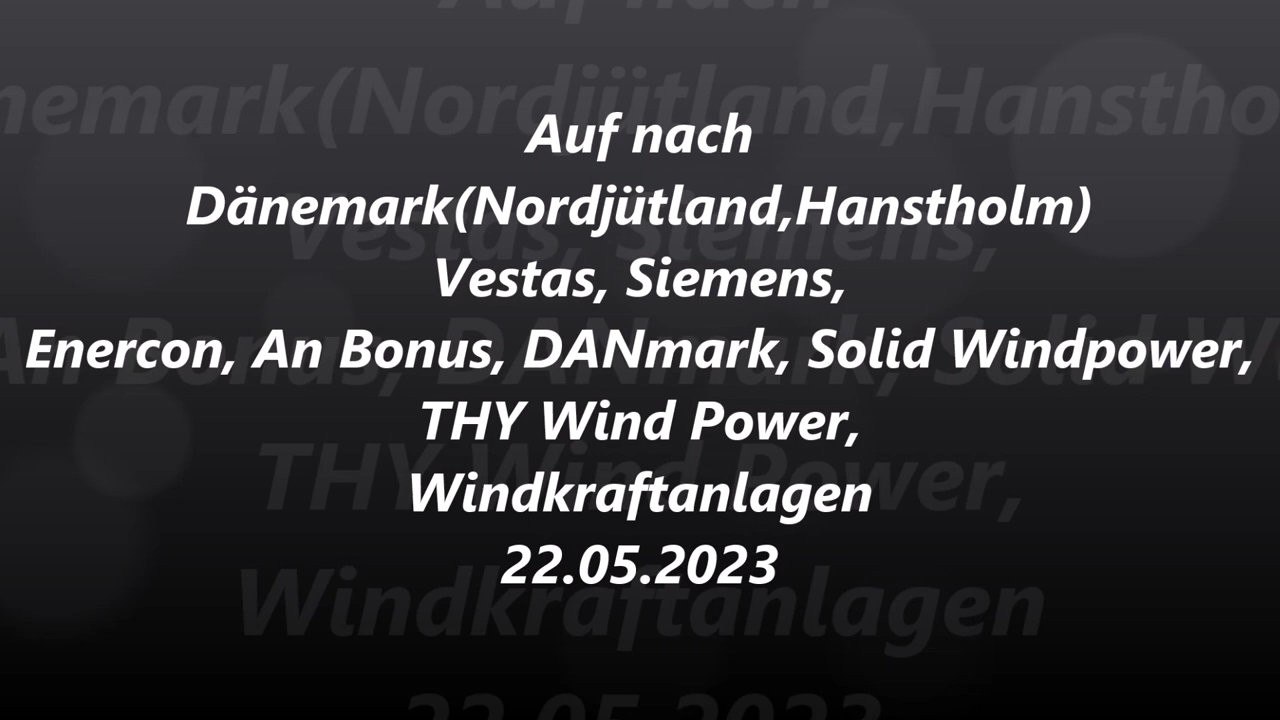 Auf nach
Dänemark(Nordjütland,Hanstholm)
Vestas, Siemens,
Enercon, An Bonus, DANmark, Solid Windpower,
THY Wind Power,
Windkraftanlagen
22.05.2023